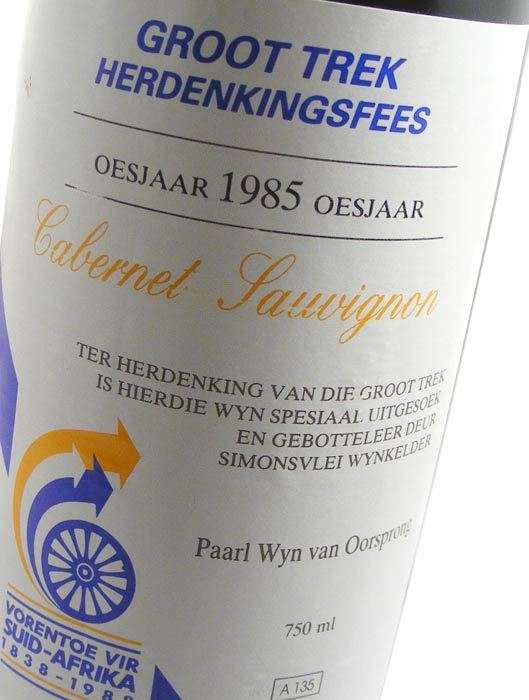 GROOT TREK
HERDENKINGSFEES
OESJAAR 1985 OESJAAR
Cabernet Sauvignon
TER HERDENKING VAN DIE GROOT TREK
IS HIERDIE WYN SPESIAAL UITGESOEK
EN GEBOTTELEER DEUR
SIMONSVLEI WYNKELDER
Paarl Wyn van Oorsprong
VORENTOE VIR
SUID-AFRIKA
1838-1988
750 ml
A 135